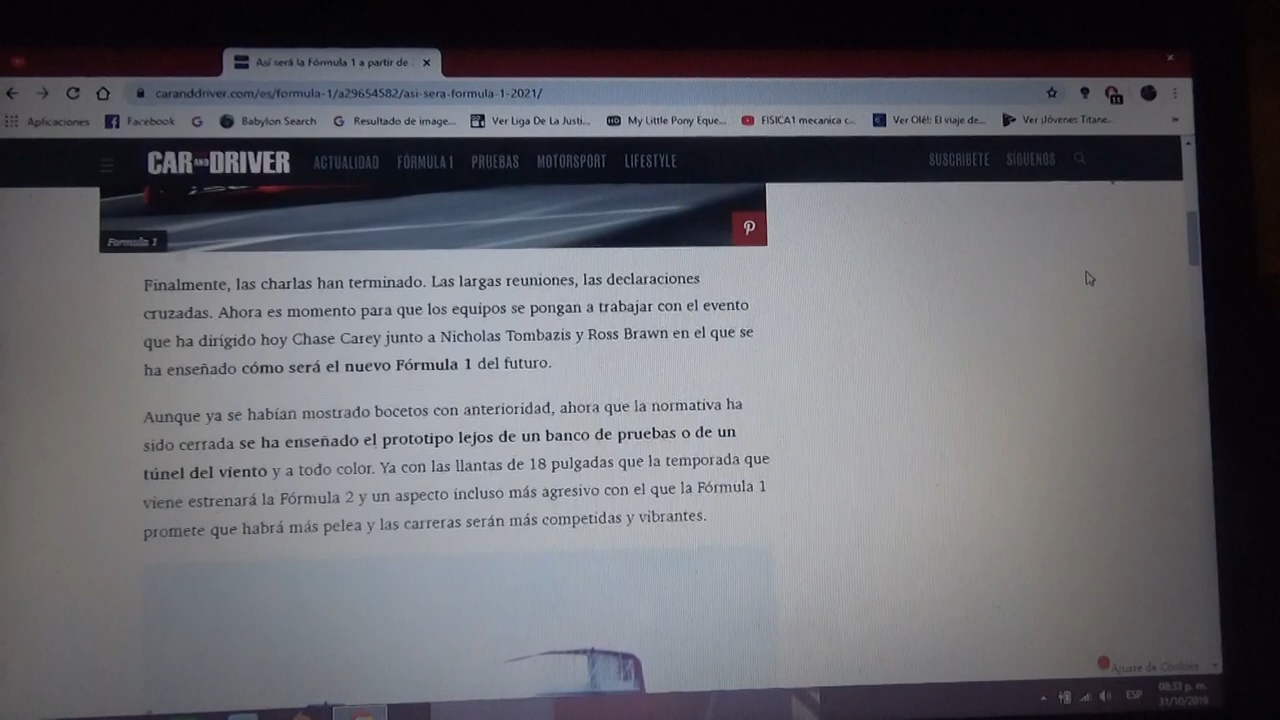 Así será la Fórmula 1 a partir de
caranddriver.com/es/formula-1/a29654582/asi-sera-formula-1-2021/
11
Aplicaciones Facebook Babylon Search Resultado de image... Ver Liga De La Justi... My Little Pony Eque... FISICA1 mecanica c... Ver Olé!: El viaje de... Ver ¡Jóvenes Titane...
CAR AND DRIVER ACTUALIDAD FÓRMULA 1 PRUEBAS MOTORSPORT LIFESTYLE SUSCRÍBETE SÍGUENOS
Formula 1
Finalmente, las charlas han terminado. Las largas reuniones, las declaraciones
cruzadas. Ahora es momento para que los equipos se pongan a trabajar con el evento
que ha dirigido hoy Chase Carey junto a Nicholas Tombazis y Ross Brawn en el que se
ha enseñado cómo será el nuevo Fórmula 1 del futuro.
Aunque ya se habían mostrado bocetos con anterioridad, ahora que la normativa ha
sido cerrada se ha enseñado el prototipo lejos de un banco de pruebas o de un
túnel del viento y a todo color. Ya con las llantas de 18 pulgadas que la temporada que
viene estrenará la Fórmula 2 y un aspecto incluso más agresivo con el que la Fórmula 1
promete que habrá más pelea y las carreras serán más competidas y vibrantes.
Ajuste de Cookies
ESP
08:33 p. m.
31/10/2019